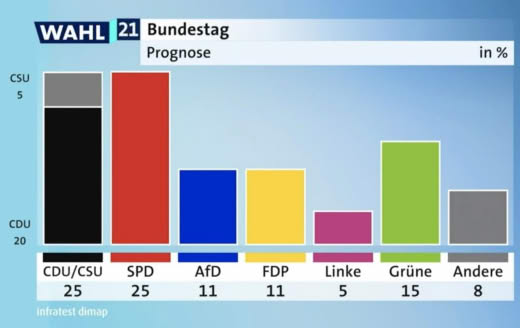 WAHL 21 Bundestag
Prognose in %
CSU
5
CDU
20
CDU/CSU SPD AfD FDP Linke Grüne Andere
25 25 11 11 5 15 8
infratest dimap